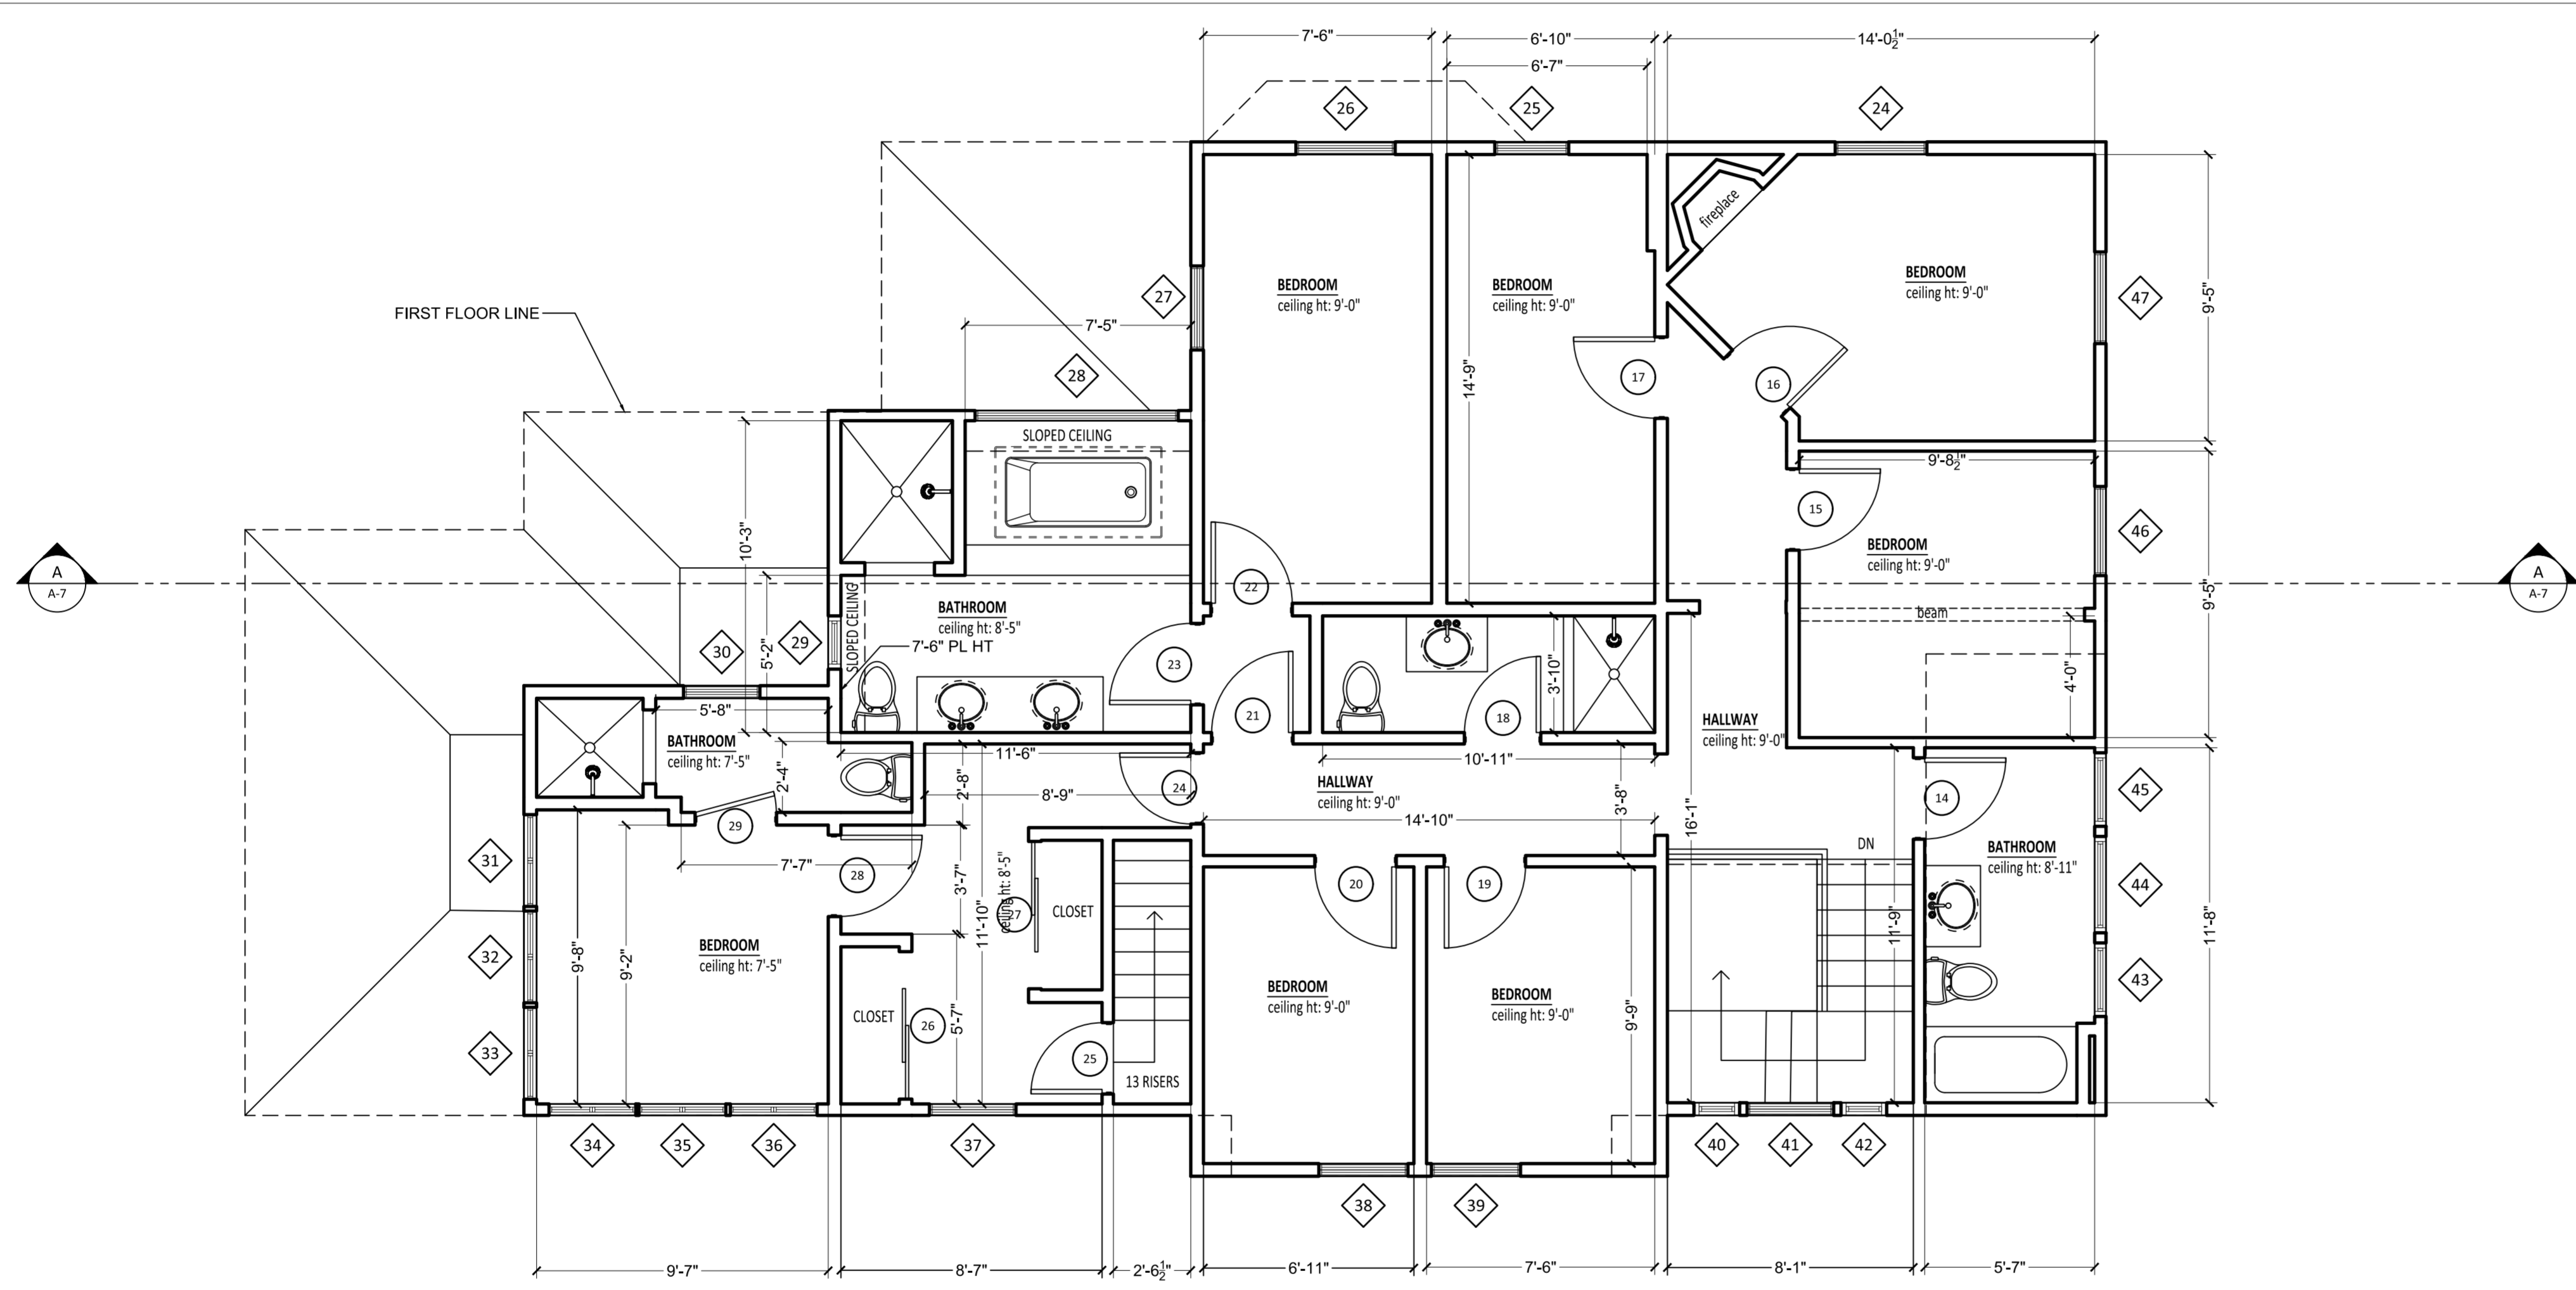 7'-6"
6'-10"
14'-0½"
6'-7"
26
25
24
fireplace
BEDROOM
ceiling ht: 9'-0"
BEDROOM
ceiling ht: 9'-0"
BEDROOM
ceiling ht: 9'-0"
27
47
9'-5"
FIRST FLOOR LINE
7'-5"
28
14'-9"
17
16
SLOPED CEILING
9'-8½"
15
46
10'-3"
BEDROOM
ceiling ht: 9'-0"
A
A-7
A
A-7
22
9'-5"
SLOPED CEILING
BATHROOM
ceiling ht: 8'-5"
7'-6" PL HT
beam
29
30
5'-2"
23
3'-10"
4'-0"
5'-8"
21
18
HALLWAY
ceiling ht: 9'-0"
BATHROOM
ceiling ht: 7'-5"
11'-6"
10'-11"
2'-4"
2'-8"
24
8'-9"
HALLWAY
ceiling ht: 9'-0"
3'-8"
14
45
14'-10"
16'-1"
29
DN
BATHROOM
ceiling ht: 8'-11"
31
7'-7"
28
3'-7"
ceiling ht: 8'-5"
27
CLOSET
20
19
44
11'-10"
11'-9"
11'-8"
32
9'-8"
9'-2"
BEDROOM
ceiling ht: 7'-5"
43
BEDROOM
ceiling ht: 9'-0"
BEDROOM
ceiling ht: 9'-0"
9'-9"
CLOSET
26
5'-7"
33
25
13 RISERS
34
35
36
37
40
41
42
38
39
9'-7"
8'-7"
2'-6½"
6'-11"
7'-6"
8'-1"
5'-7"